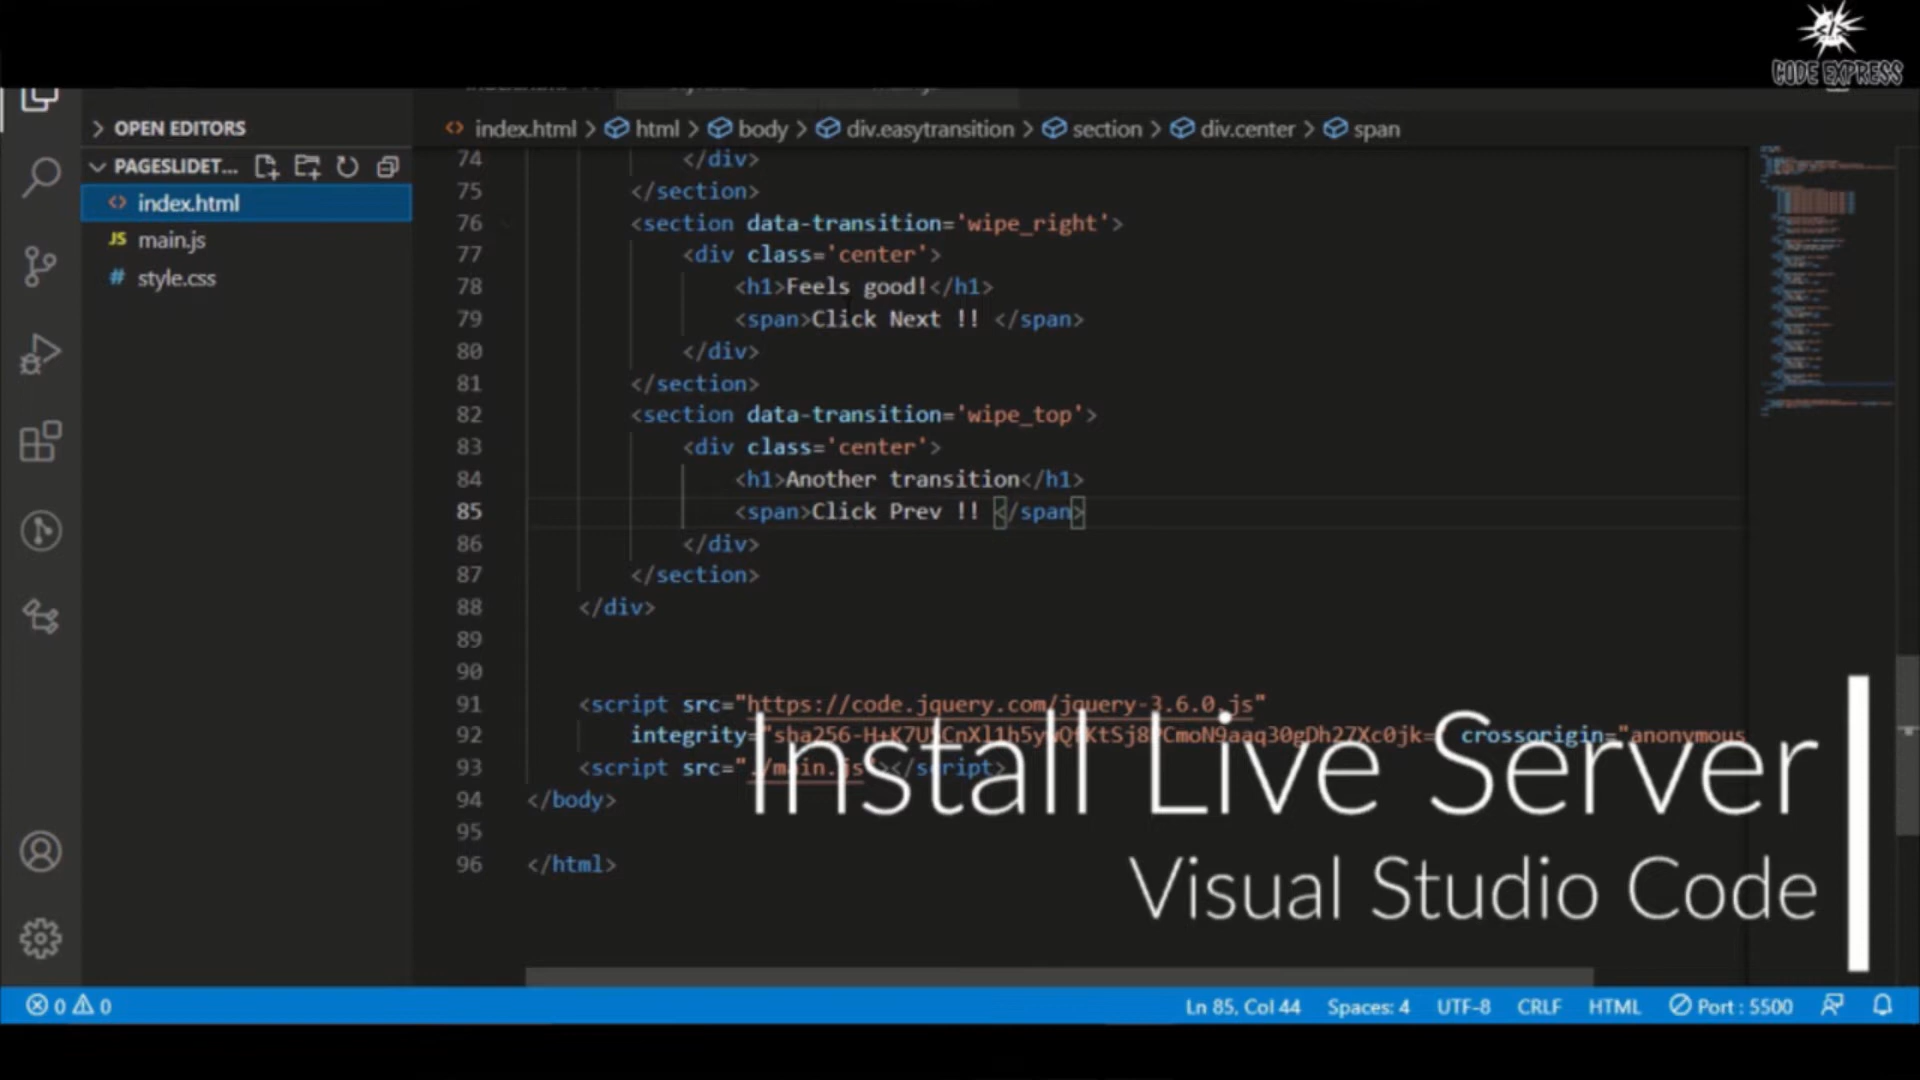 CODE EXPRESS
OPEN EDITORS
index.html > html > body > div.easytransition > section > div.center > span
PAGESLIDET...
index.html
JS main.js
# style.css
74 </div>
75 </section>
76 <section data-transition='wipe_right'>
77 <div class='center'>
78 <h1>Feels good!</h1>
79 <span>Click Next !! </span>
80 </div>
81 </section>
82 <section data-transition='wipe_top'>
83 <div class='center'>
84 <h1>Another transition</h1>
85 <span>Click Prev !! </span>
86 </div>
87 </section>
88 </div>
89
90
91 <script src="https://code.jquery.com/jquery-3.6.0.js"
92 integrity= crossorigin="anonymous
93 <script src="./main.js"></script>
94 </body>
95
96 </html>
Install Live Server
Visual Studio Code
0 0
Ln 85, Col 44 Spaces: 4 UTF-8 CRLF HTML Port : 5500